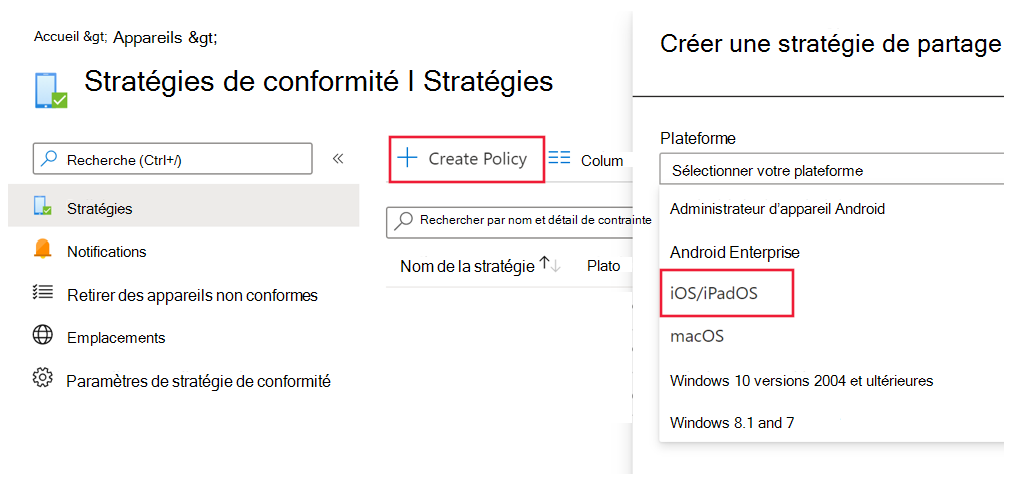 Accueil &gt; Appareils &gt;
Stratégies de conformité I Stratégies
Recherche (Ctrl+/)
«
Stratégies
Notifications
Retirer des appareils non conformes
Emplacements
Paramètres de stratégie de conformité
+ Create Policy
Colum
Rechercher par nom et détail de contrainte
Nom de la stratégie ↑↓ Plato
Créer une stratégie de partage
Plateforme
Sélectionner votre plateforme
Administrateur d’appareil Android
Android Enterprise
iOS/iPadOS
macOS
Windows 10 versions 2004 et ultérieures
Windows 8.1 and 7